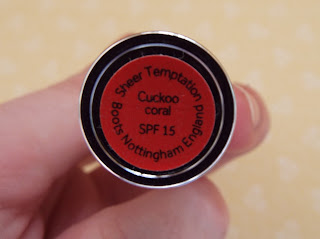 Sheer Temptation
Cuckoo
coral
SPF 15
Boots Nottingham England